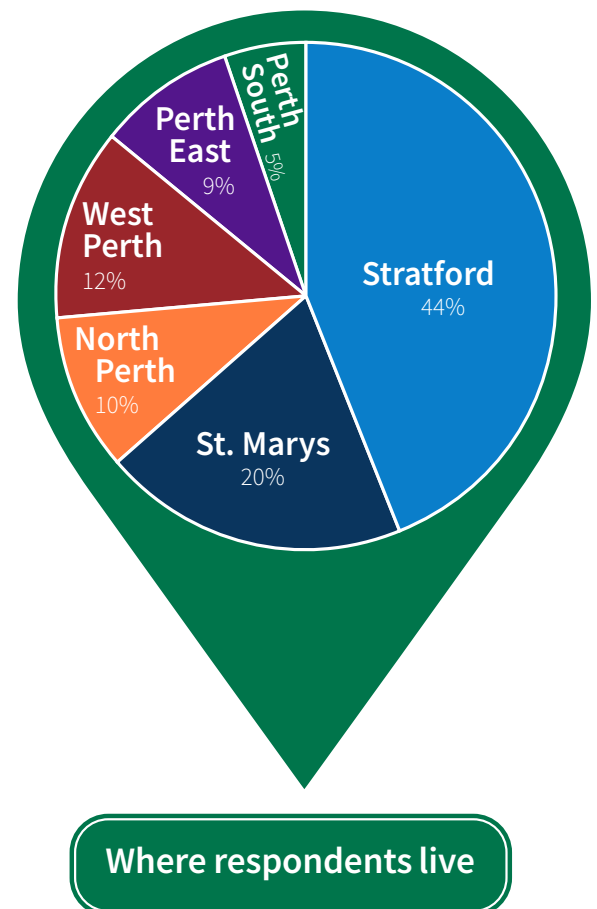 Perth
South 5%
Perth
East
9%
West
Perth
12%
Stratford
44%
North
Perth
10%
St. Marys
20%
Where respondents live